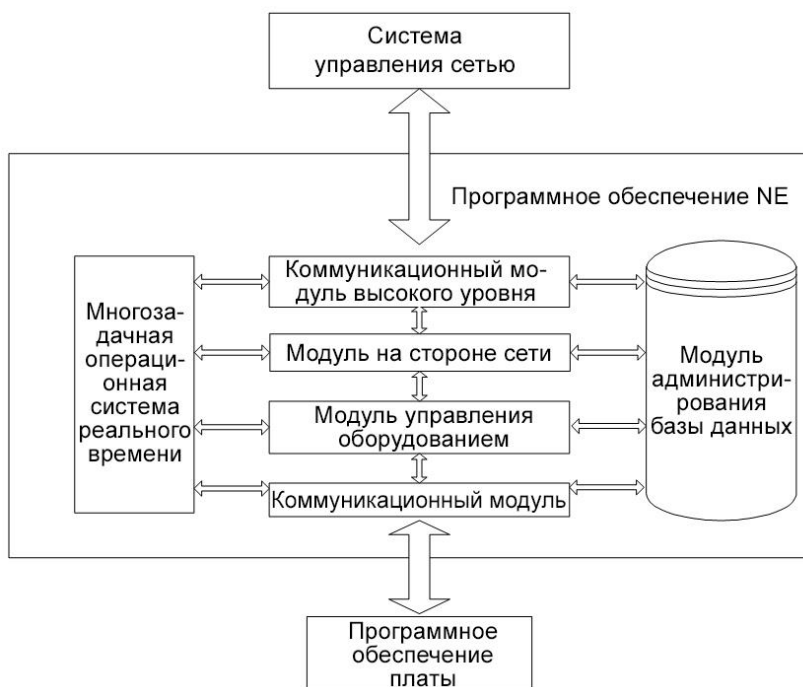 Система
управления сетью
Программное обеспечение NE
Многоза-
дачная
операци-
онная
система
реального
времени
Коммуникационный мо-
дуль высокого уровня
Модуль на стороне сети
Модуль управления
оборудованием
Коммуникационный модуль
Модуль
администри-
рования
базы данных
Программное
обеспечение
платы